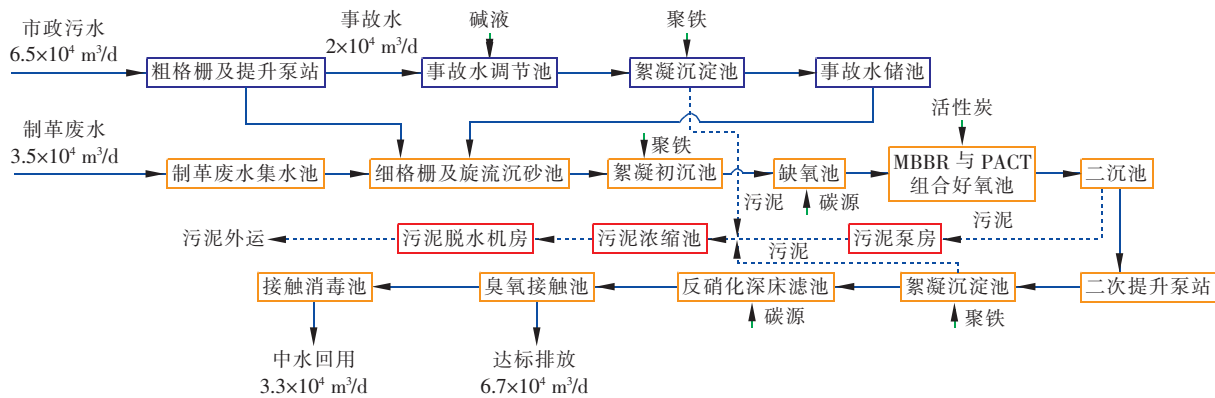 市政污水
6.5×10⁴ m³/d
事故水
2×10⁴ m³/d
碱液
聚铁
粗格栅及提升泵站
事故水调节池
絮凝沉淀池
事故水储池
活性炭
制革废水
3.5×10⁴ m³/d
聚铁
制革废水集水池
细格栅及旋流沉砂池
絮凝初沉池
缺氧池
MBBR 与 PACT
组合好氧池
二沉池
污泥
碳源
污泥
污泥外运
污泥脱水机房
污泥浓缩池
污泥泵房
污泥
接触消毒池
臭氧接触池
反硝化深床滤池
絮凝沉淀池
二次提升泵站
碳源
聚铁
中水回用
3.3×10⁴ m³/d
达标排放
6.7×10⁴ m³/d